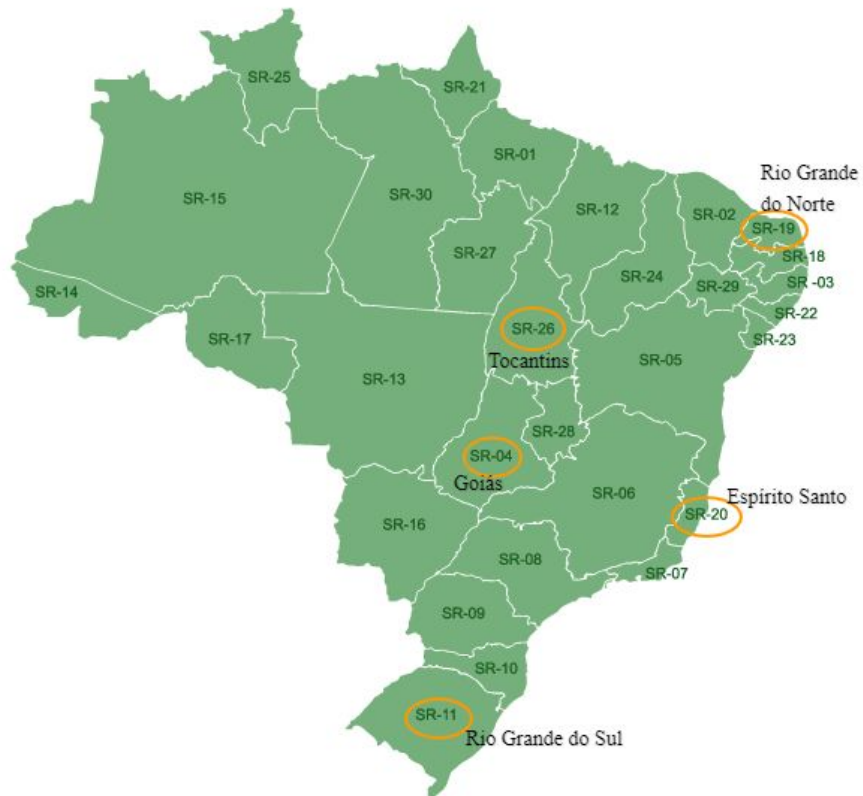 SR-25
SR-21
SR-01
Rio Grande
do Norte
SR-15
SR-30
SR-12
SR-02
SR-19
SR-27
SR-18
SR-24
SR-29
SR -03
SR-14
SR-22
SR-26
SR-17
SR-23
Tocantins
SR-05
SR-13
SR-28
SR-04
Goiás
SR-06
Espírito Santo
SR-20
SR-16
SR-08
SR-07
SR-09
SR-10
SR-11
Rio Grande do Sul